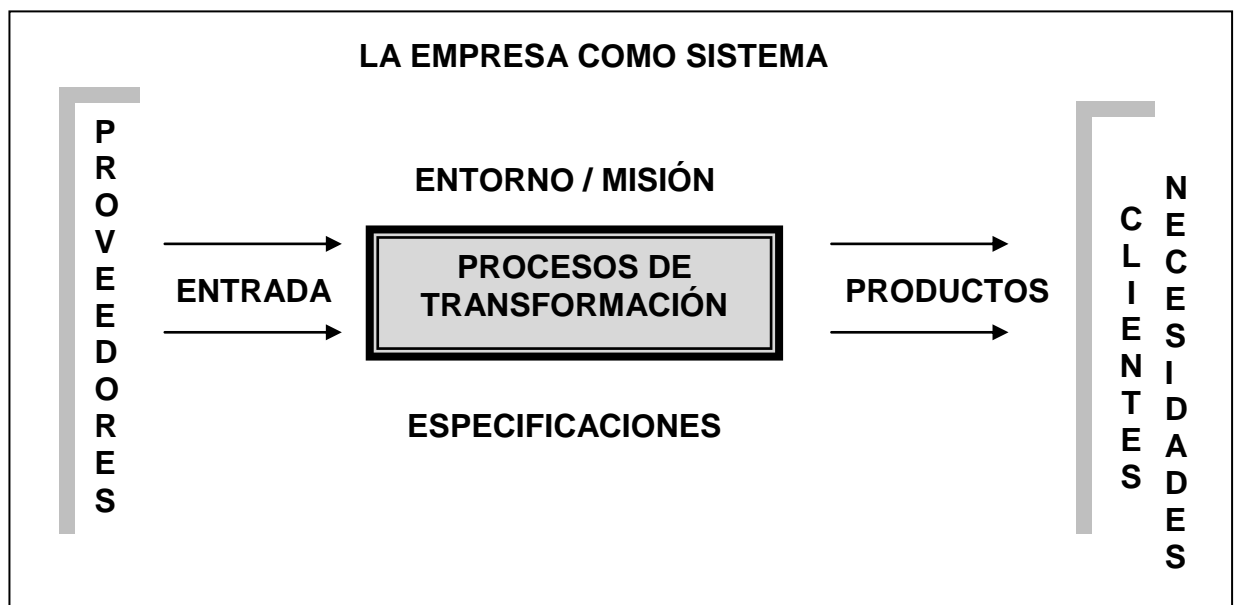 LA EMPRESA COMO SISTEMA
PROVEEDORES
ENTORNO / MISIÓN
ENTRADA
PROCESOS DE
TRANSFORMACIÓN
PRODUCTOS
ESPECIFICACIONES
CLIENTES
NECESIDADES